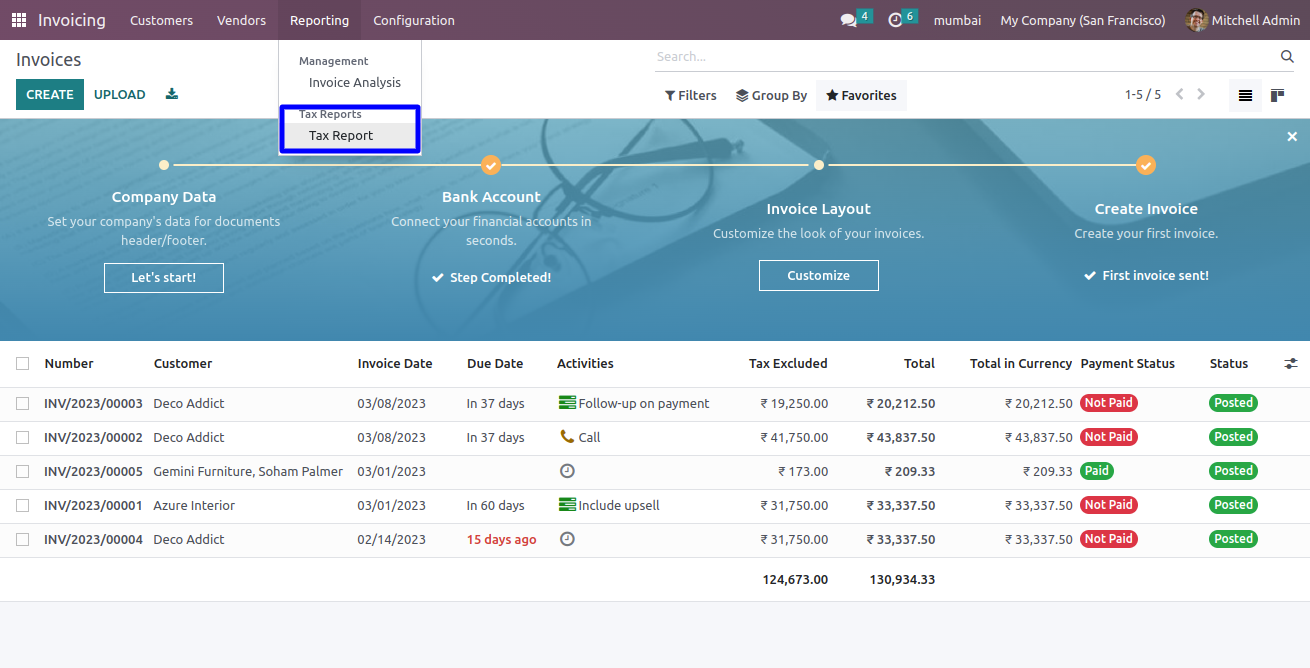 Invoicing Customers Vendors Reporting Configuration 4 6 mumbai My Company (San Francisco) Mitchell Admin
Invoices
Search...
Management
Invoice Analysis
Tax Reports
Tax Report
CREATE UPLOAD
Filters Group By Favorites 1-5 / 5
Company Data
Set your company's data for documents
header/footer.
Let's start!
Bank Account
Connect your financial accounts in
seconds.
Step Completed!
Invoice Layout
Customize the look of your invoices.
Customize
Create Invoice
Create your first invoice.
First invoice sent!
Number Customer Invoice Date Due Date Activities Tax Excluded Total Total in Currency Payment Status Status
INV/2023/00003 Deco Addict 03/08/2023 In 37 days Follow-up on payment ₹ 19,250.00 ₹ 20,212.50 ₹ 20,212.50 Not Paid Posted
INV/2023/00002 Deco Addict 03/08/2023 In 37 days Call ₹ 41,750.00 ₹ 43,837.50 ₹ 43,837.50 Not Paid Posted
INV/2023/00005 Gemini Furniture, Soham Palmer 03/01/2023 ₹ 173.00 ₹ 209.33 ₹ 209.33 Paid Posted
INV/2023/00001 Azure Interior 03/01/2023 In 60 days Include upsell ₹ 31,750.00 ₹ 33,337.50 ₹ 33,337.50 Not Paid Posted
INV/2023/00004 Deco Addict 02/14/2023 15 days ago ₹ 31,750.00 ₹ 33,337.50 ₹ 33,337.50 Not Paid Posted
124,673.00 130,934.33